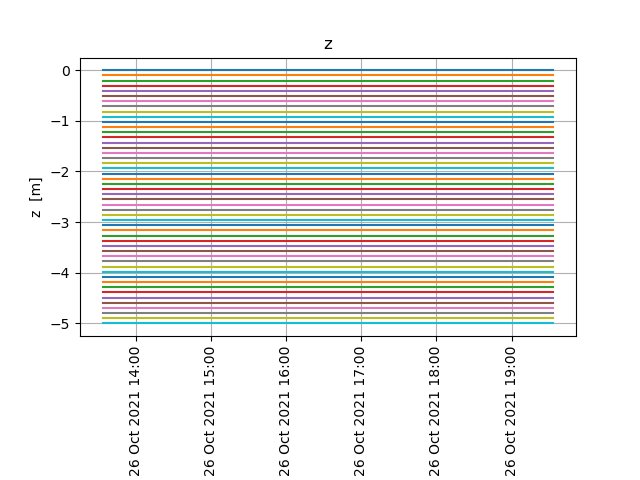 z
z [m]
0
−1
−2
−3
−4
−5
26 Oct 2021 14:00
26 Oct 2021 15:00
26 Oct 2021 16:00
26 Oct 2021 17:00
26 Oct 2021 18:00
26 Oct 2021 19:00